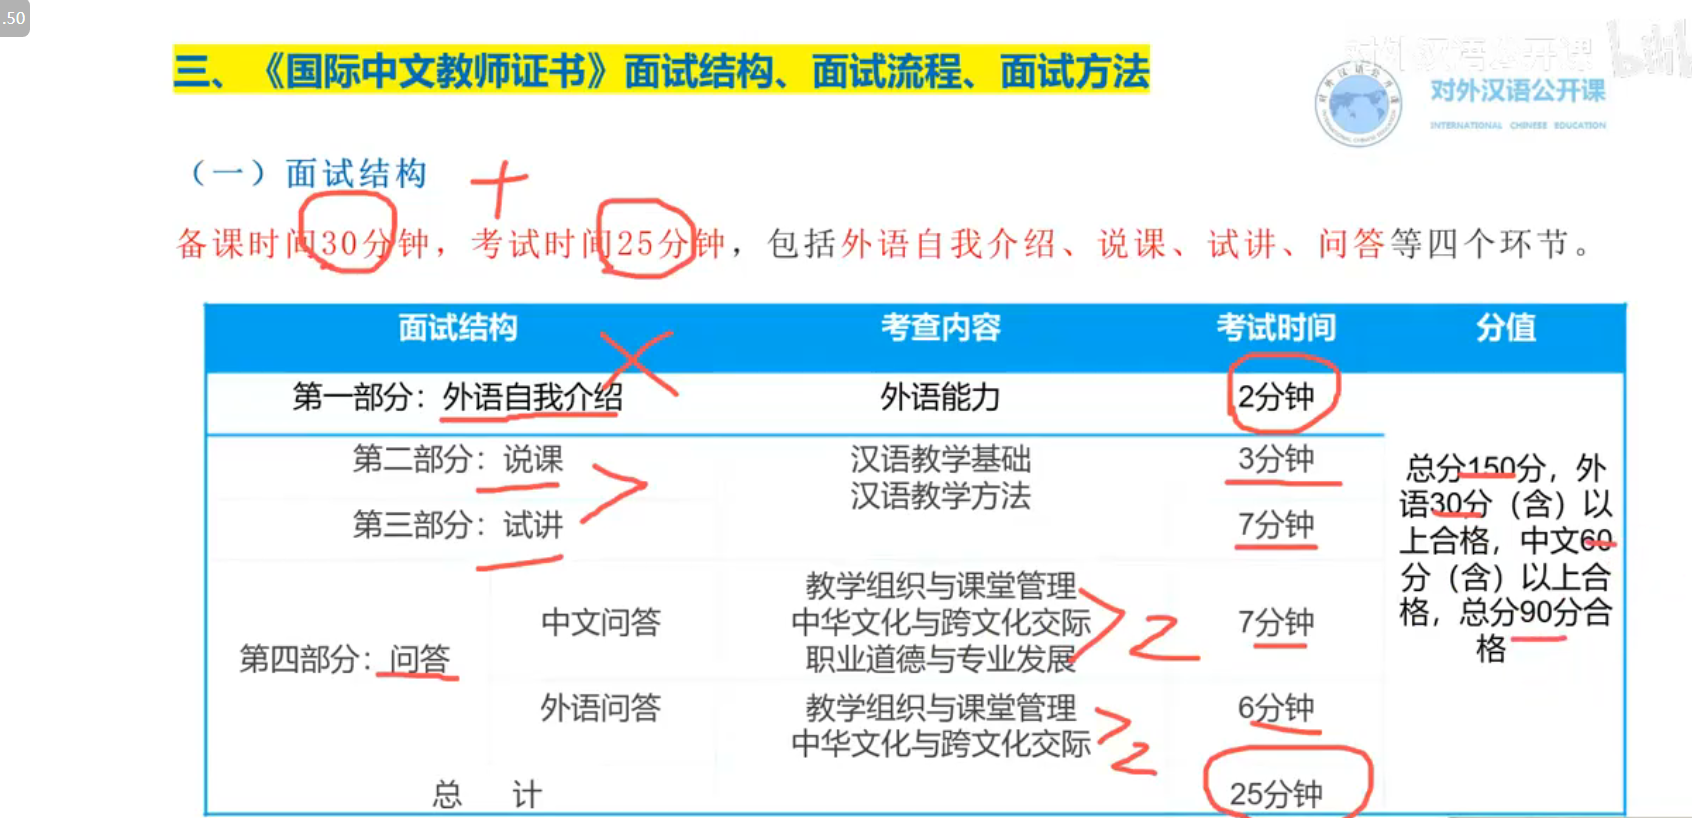 .50
三、《国际中文教师证书》面试结构、面试流程、面试方法
对外汉语公开课
对外汉语公开课
INTERNATIONAL CHINESE EDUCATION
（一）面试结构
备课时间30分钟，考试时间25分钟，包括外语自我介绍、说课、试讲、问答等四个环节。
面试结构 考查内容 考试时间 分值
第一部分：外语自我介绍 外语能力 2分钟
第二部分：说课 汉语教学基础 3分钟
汉语教学方法
第三部分：试讲 7分钟
总分150分，外
语30分（含）以
上合格，中文60
分（含）以上合
格，总分90分合
格
第四部分：问答
中文问答
教学组织与课堂管理
中华文化与跨文化交际
职业道德与专业发展
2
7分钟
外语问答
教学组织与课堂管理
中华文化与跨文化交际
2
6分钟
总 计 25分钟